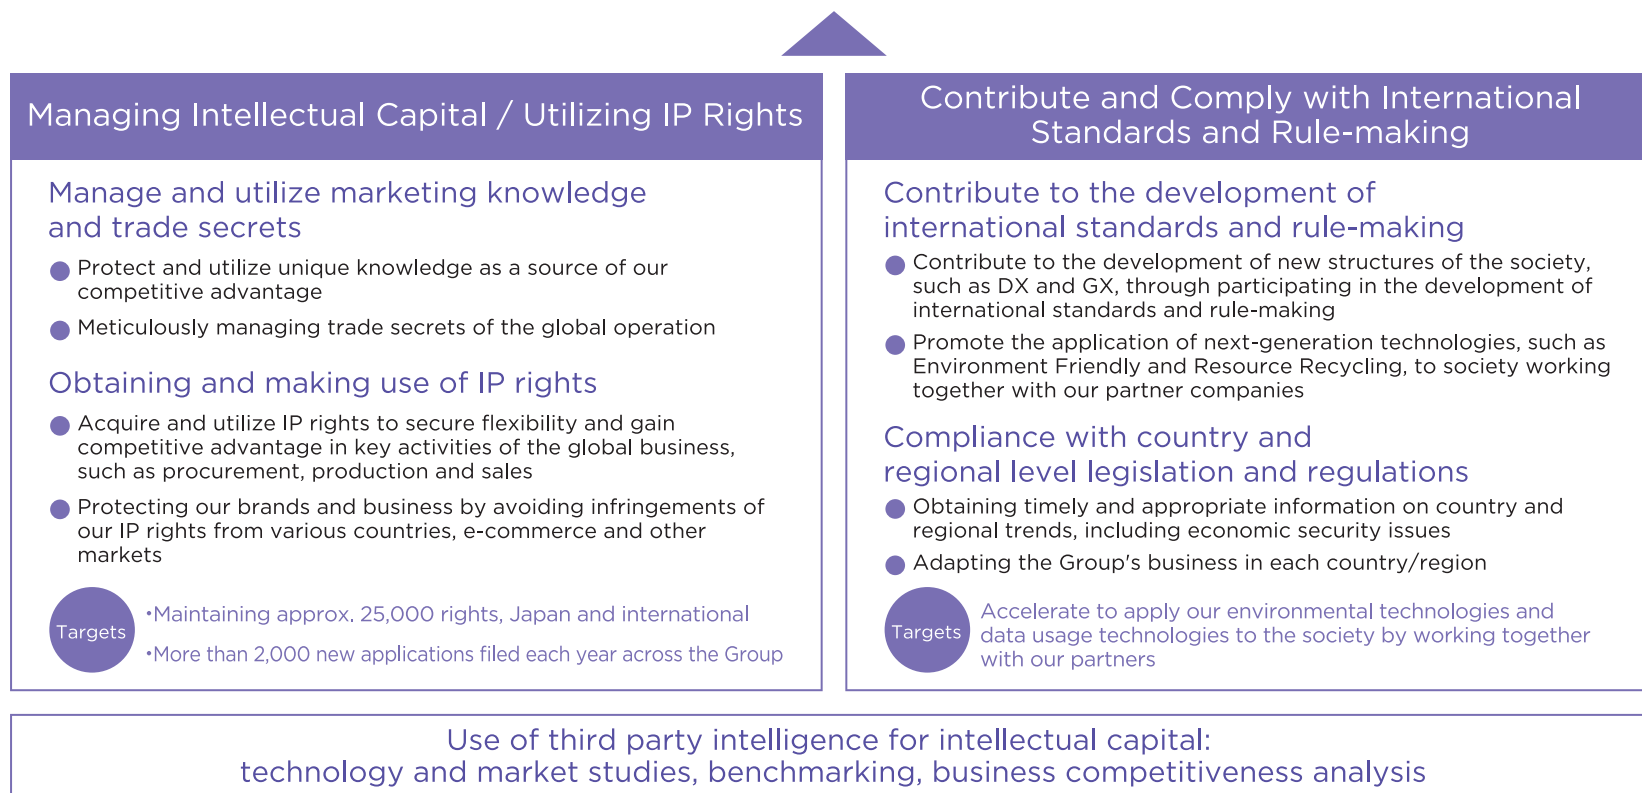 Managing Intellectual Capital / Utilizing IP Rights
Manage and utilize marketing knowledge
and trade secrets
● Protect and utilize unique knowledge as a source of our
competitive advantage
● Meticulously managing trade secrets of the global operation
Obtaining and making use of IP rights
● Acquire and utilize IP rights to secure flexibility and gain
competitive advantage in key activities of the global business,
such as procurement, production and sales
● Protecting our brands and business by avoiding infringements of
our IP rights from various countries, e-commerce and other
markets
Targets
•Maintaining approx. 25,000 rights, Japan and international
•More than 2,000 new applications filed each year across the Group
Contribute and Comply with International
Standards and Rule-making
Contribute to the development of
international standards and rule-making
● Contribute to the development of new structures of the society,
such as DX and GX, through participating in the development of
international standards and rule-making
● Promote the application of next-generation technologies, such as
Environment Friendly and Resource Recycling, to society working
together with our partner companies
Compliance with country and
regional level legislation and regulations
● Obtaining timely and appropriate information on country and
regional trends, including economic security issues
● Adapting the Group's business in each country/region
Targets
Accelerate to apply our environmental technologies and
data usage technologies to the society by working together
with our partners
Use of third party intelligence for intellectual capital:
technology and market studies, benchmarking, business competitiveness analysis